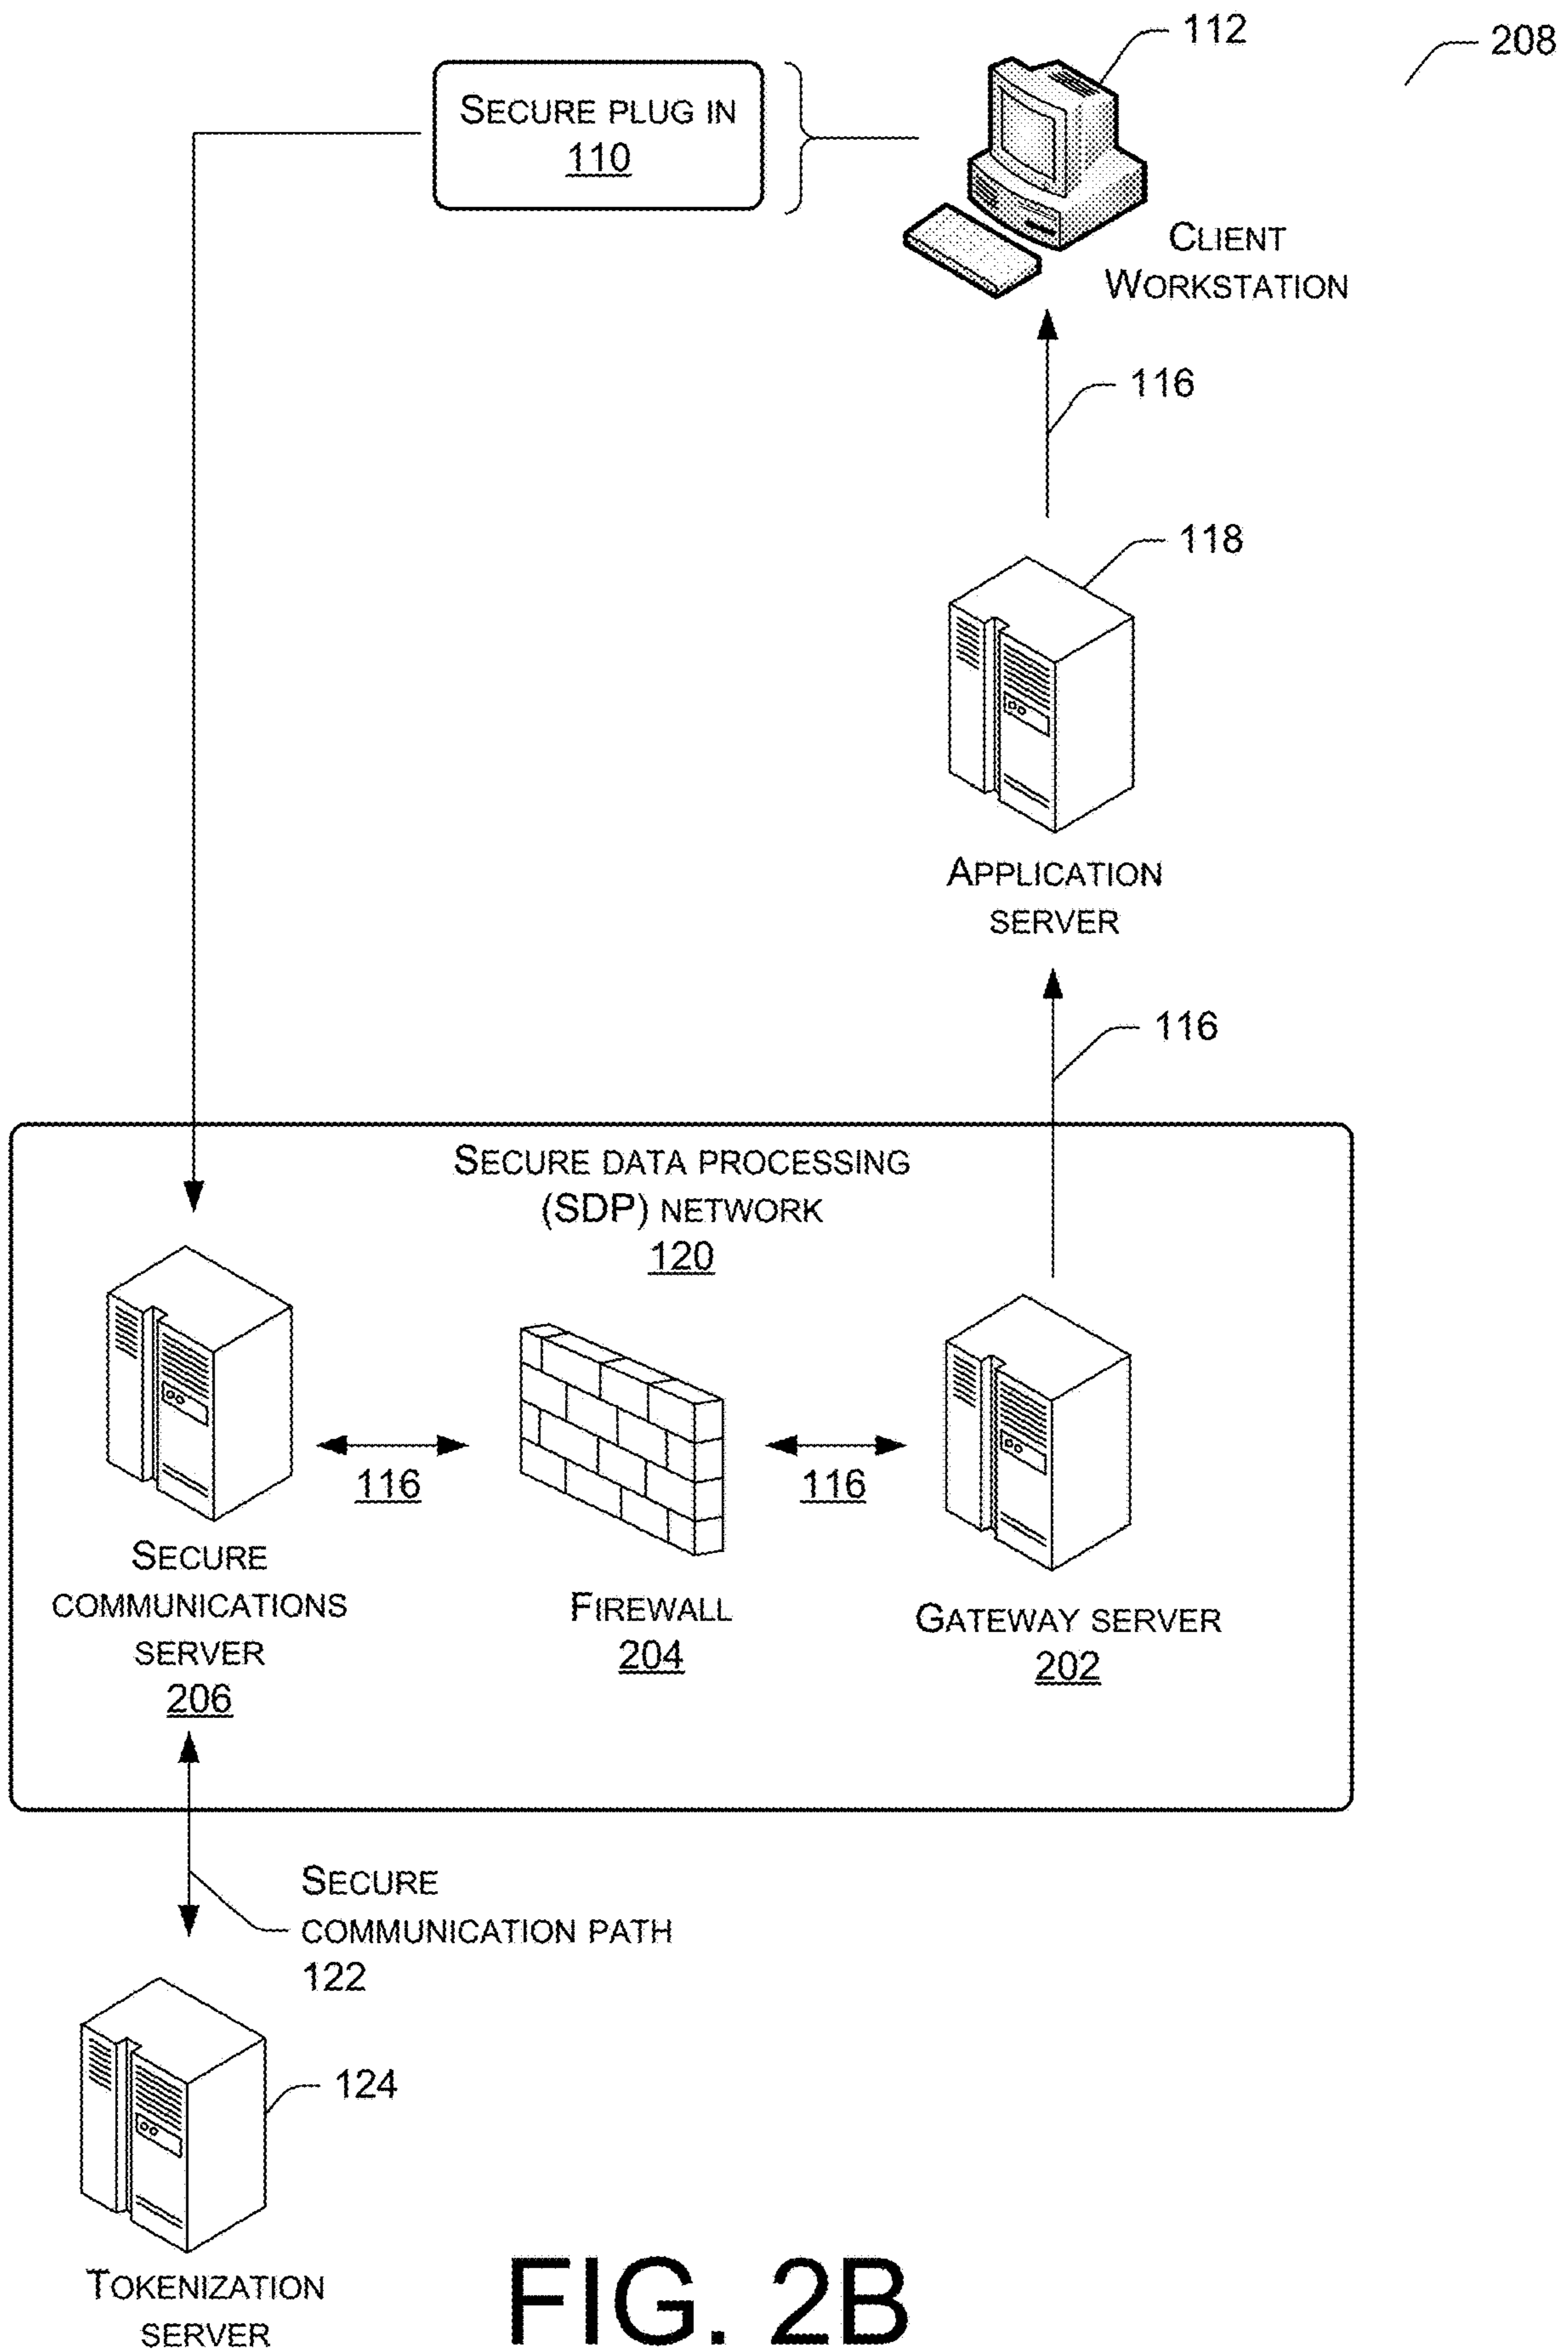 112
208
SECURE PLUG IN
110
CLIENT
WORKSTATION
116
118
APPLICATION
SERVER
116
SECURE DATA PROCESSING
(SDP) NETWORK
120
116
116
SECURE
COMMUNICATIONS
SERVER
206
FIREWALL
204
GATEWAY SERVER
202
SECURE
COMMUNICATION PATH
122
124
TOKENIZATION
SERVER
FIG. 2B